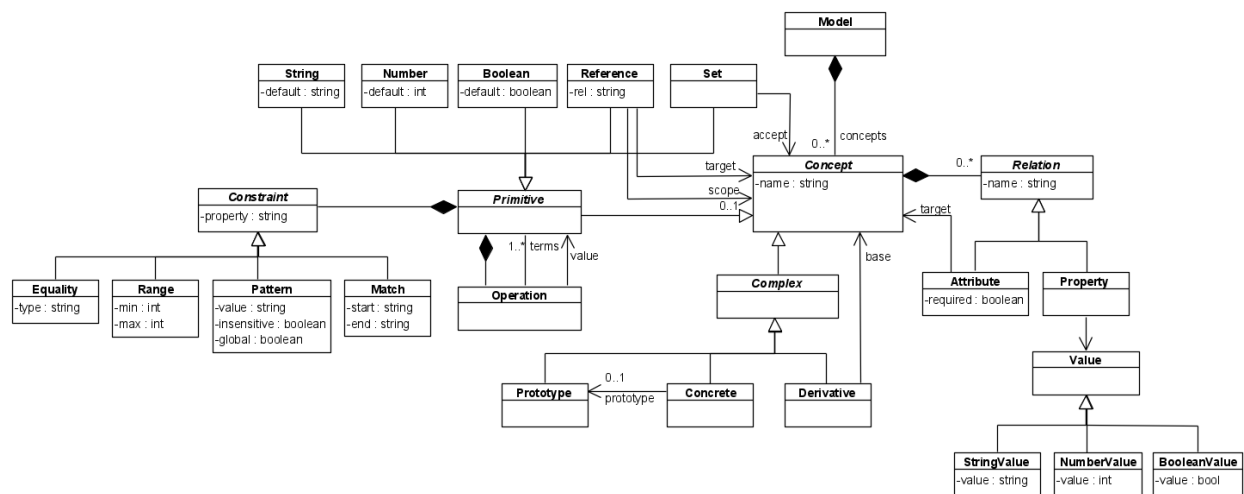 Model
String
-default : string
Number
-default : int
Boolean
-default : boolean
Reference
-rel : string
Set
accept
0..*
concepts
target
scope
0..1
Concept
-name : string
0..*
Relation
-name : string
Constraint
-property : string
Primitive
1..*
terms
value
base
target
Equality
-type : string
Range
-min : int
-max : int
Pattern
-value : string
-insensitive : boolean
-global : boolean
Match
-start : string
-end : string
Operation
Complex
Attribute
-required : boolean
Property
Value
Prototype
0..1
prototype
Concrete
Derivative
StringValue
-value : string
NumberValue
-value : int
BooleanValue
-value : bool